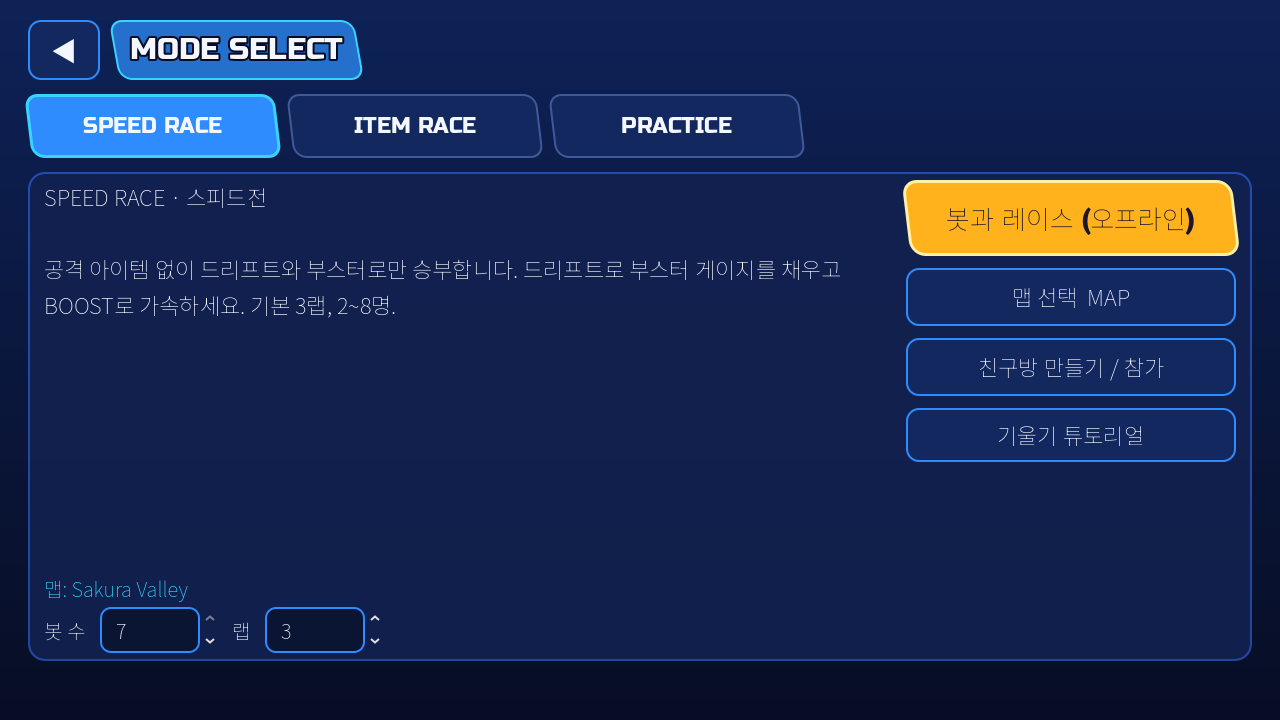 MODE SELECT
SPEED RACE
ITEM RACE
PRACTICE
SPEED RACE · 스피드전
공격 아이템 없이 드리프트와 부스터로만 승부합니다. 드리프트로 부스터 게이지를 채우고
BOOST로 가속하세요. 기본 3랩, 2~8명.
봇과 레이스 (오프라인)
맵 선택 MAP
친구방 만들기 / 참가
기울기 튜토리얼
맵: Sakura Valley
봇 수 7 랩 3